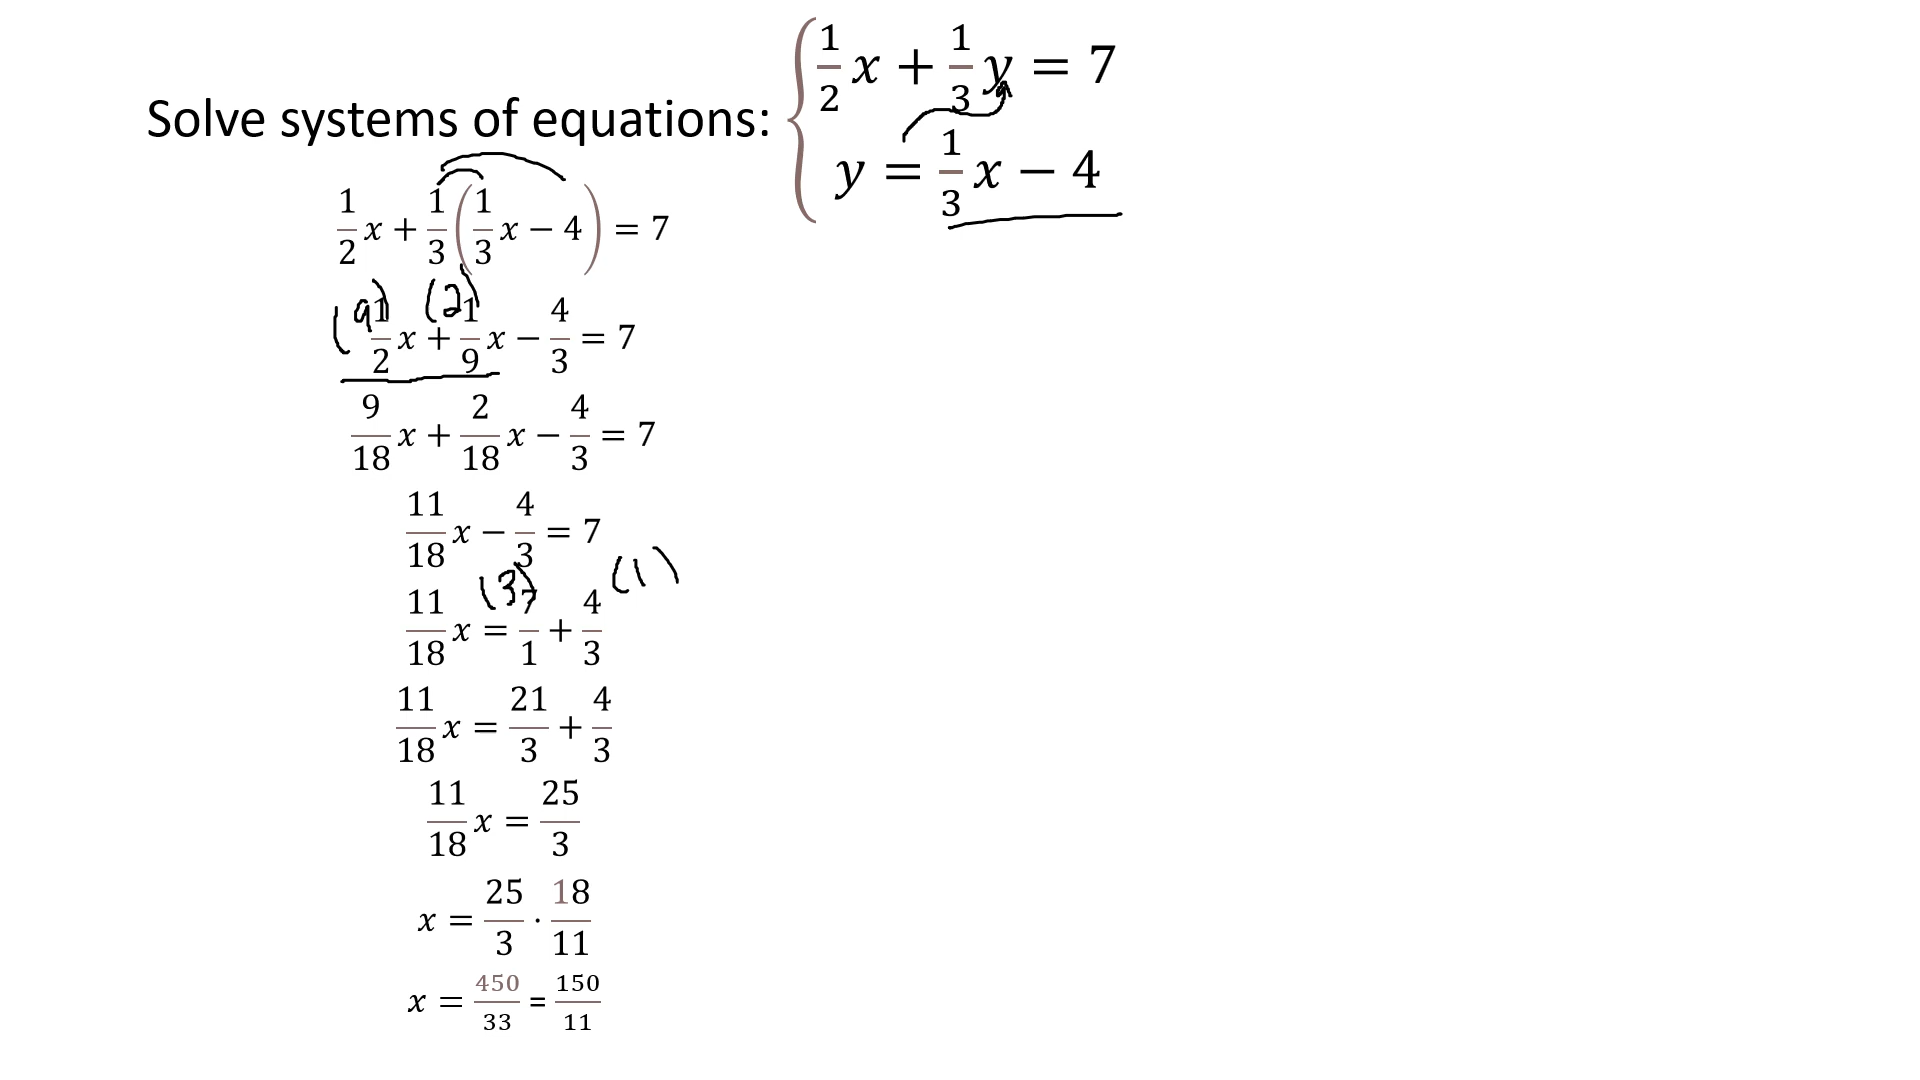 Solve systems of equations: { 1/2 x + 1/3 y = 7
y = 1/3 x − 4
1/2 x + 1/3 (1/3 x − 4) = 7
(9) (2)
1/2 x + 1/9 x − 4/3 = 7
9/18 x + 2/18 x − 4/3 = 7
11/18 x − 4/3 = 7
(3) (1)
11/18 x = 7/1 + 4/3
11/18 x = 21/3 + 4/3
11/18 x = 25/3
x = 25/3 · 18/11
x = 450/33 = 150/11